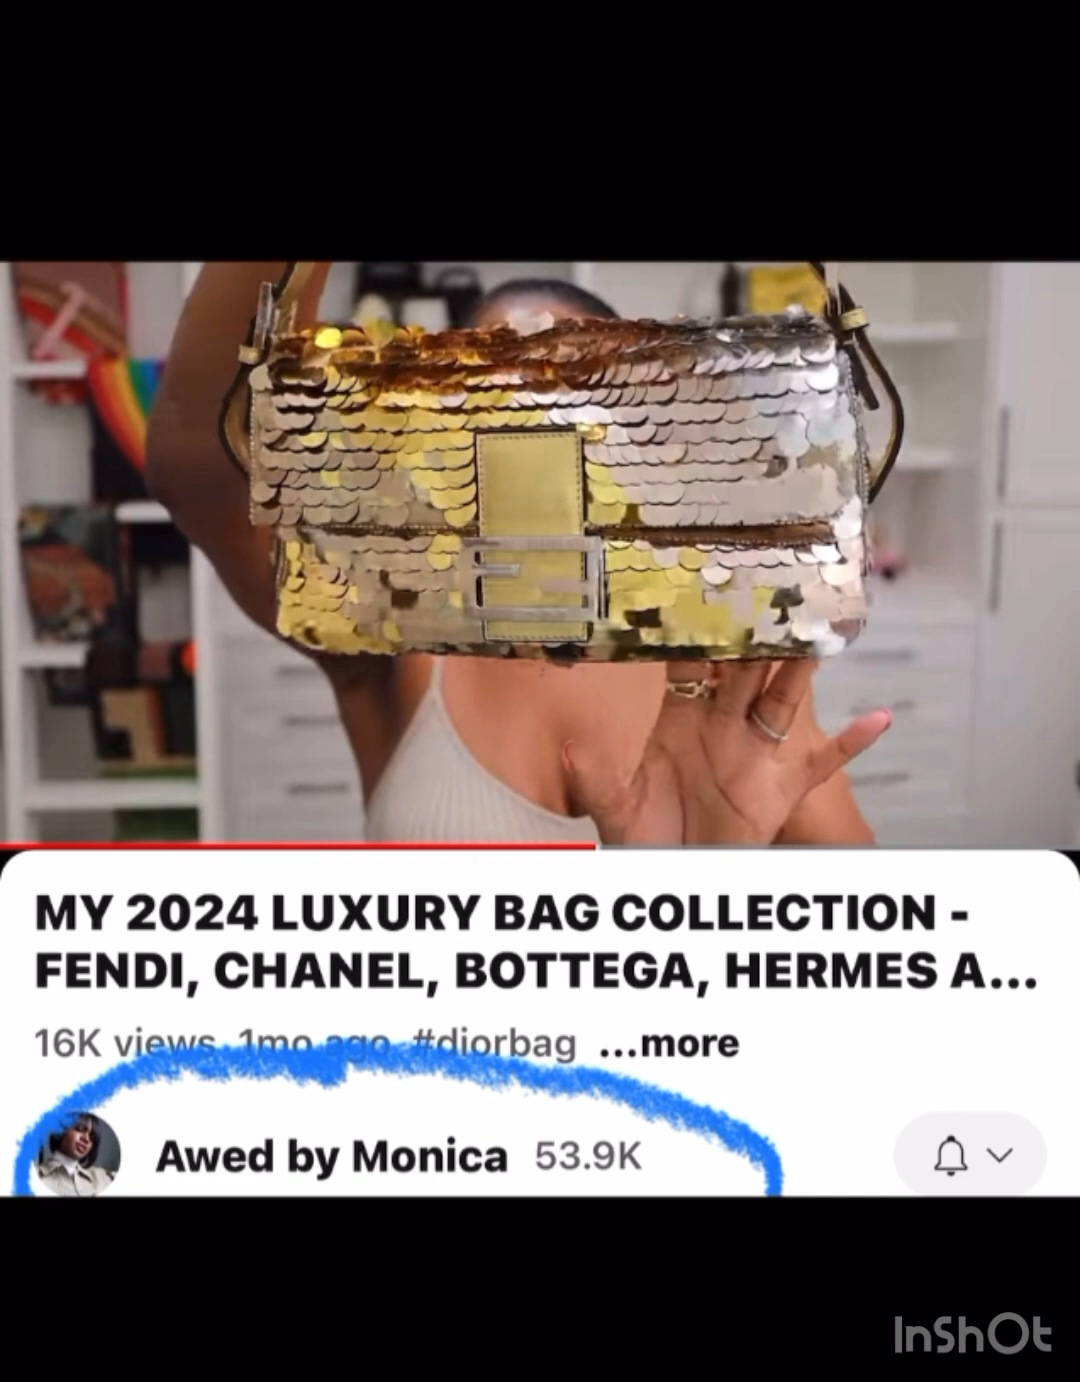 MY 2024 LUXURY BAG COLLECTION -
FENDI, CHANEL, BOTTEGA, HERMES A...
16K views 1mo ago #diorbag ...more
Awed by Monica 53.9K
InShOt